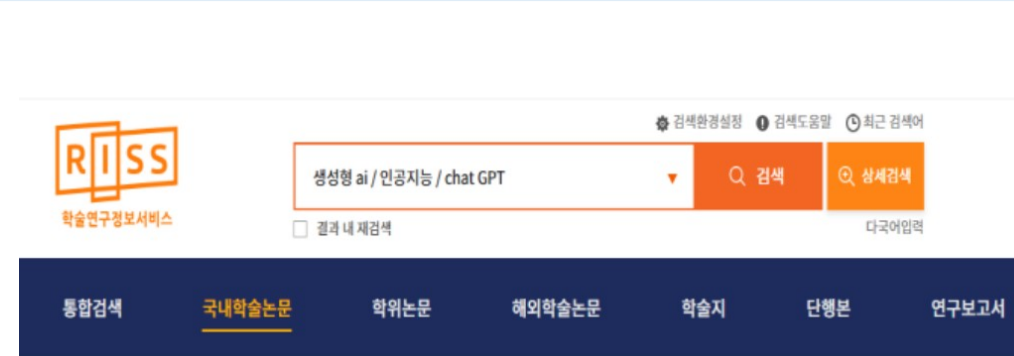 검색환경설정 검색도움말 최근 검색어
RISS
학술연구정보서비스
생성형 ai / 인공지능 / chat GPT
검색
상세검색
결과 내 재검색
다국어입력
통합검색 국내학술논문 학위논문 해외학술논문 학술지 단행본 연구보고서